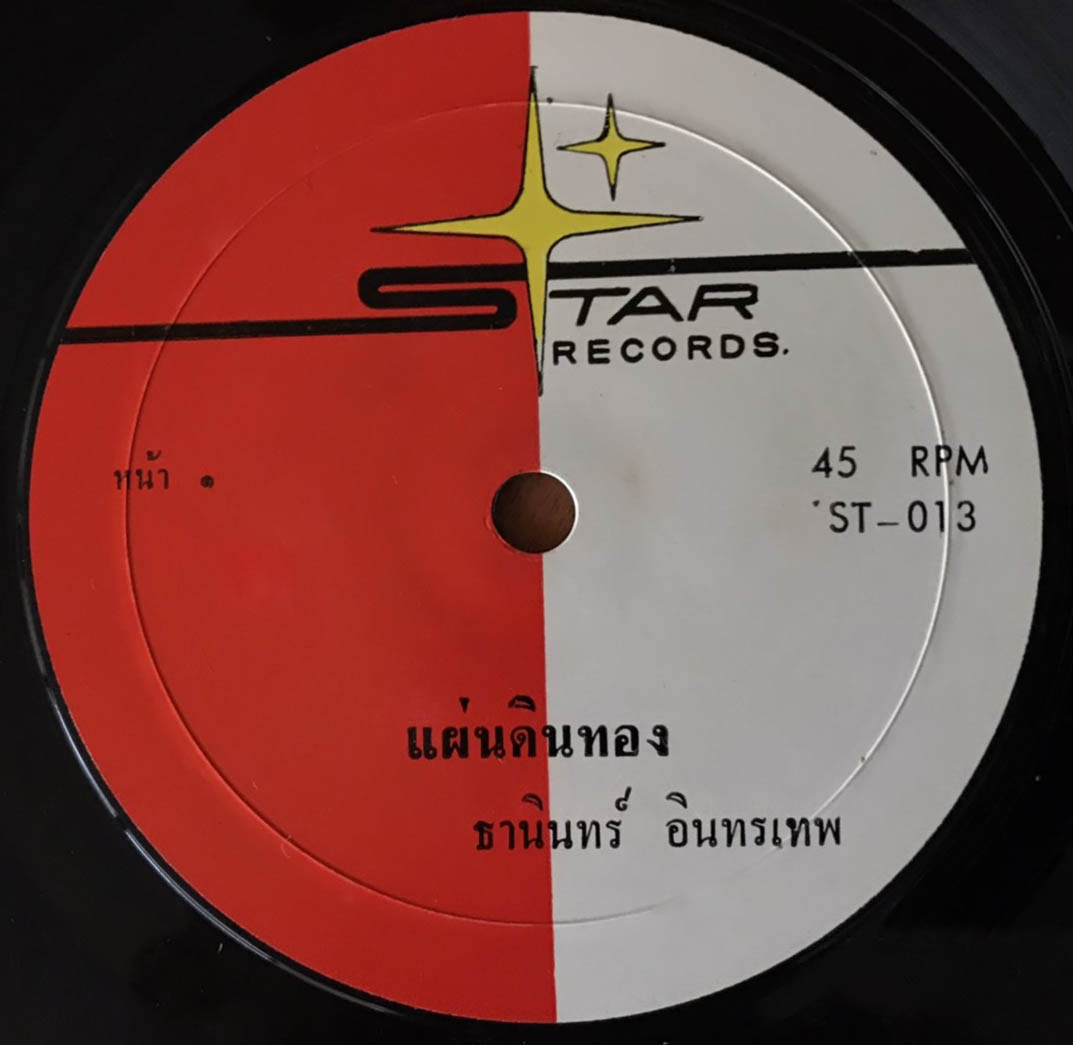 STAR
RECORDS.
หน้า ๑
45 RPM
ST-013
แผ่นดินทอง
ธานินทร์ อินทรเทพ